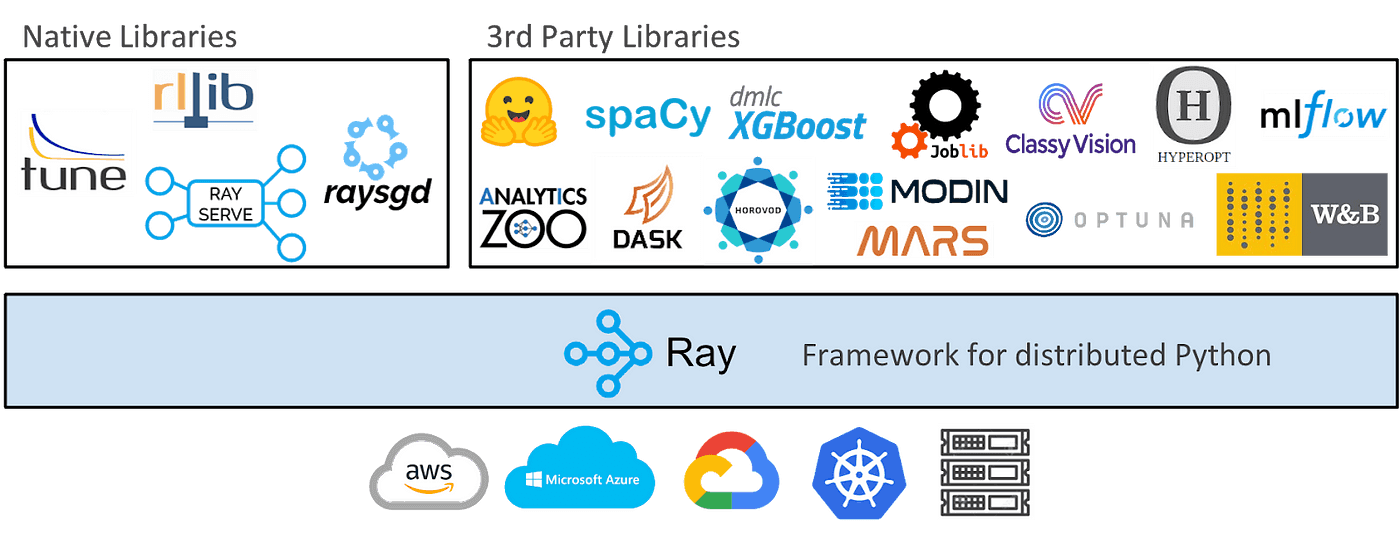 Native Libraries
3rd Party Libraries
rllib
tune
RAY
SERVE
raysgd
spaCy
dmlc
XGBoost
Joblib
Classy Vision
HYPEROPT
mlflow
ANALYTICS
ZOO
DASK
HOROVOD
MODIN
MARS
OPTUNA
W&B
Ray
Framework for distributed Python
aws
Microsoft Azure